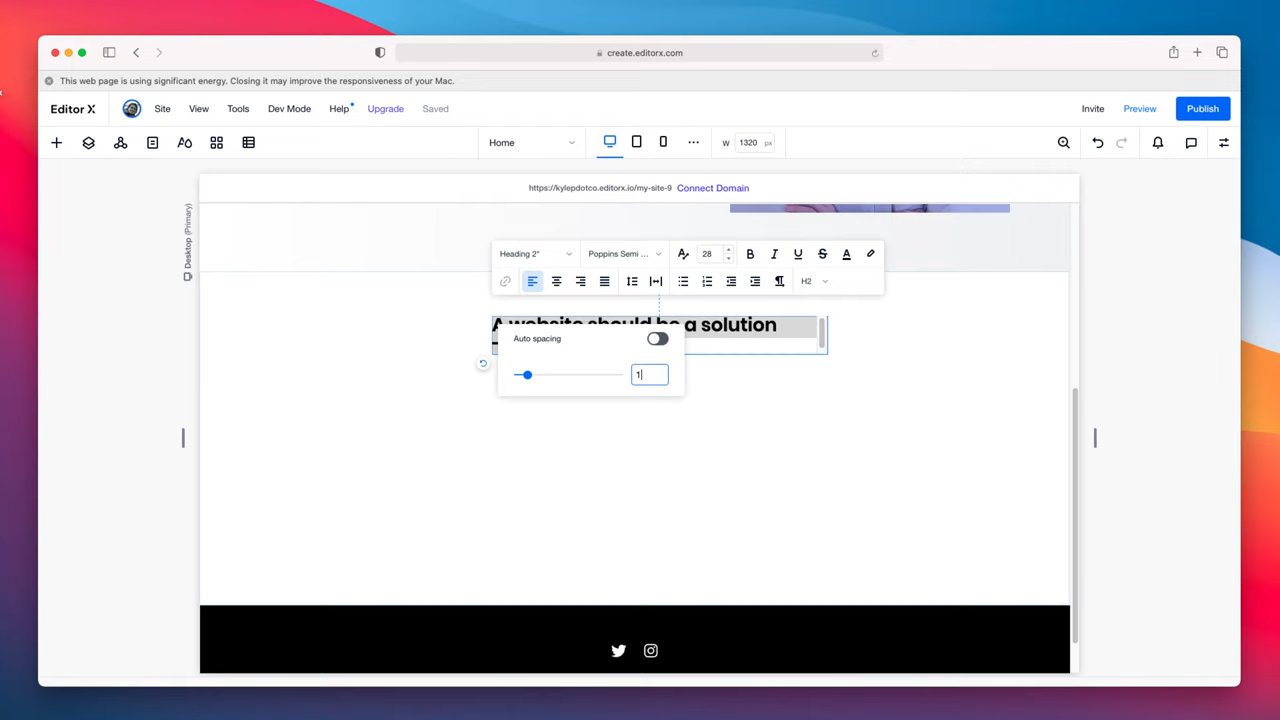 create.editorx.com
This web page is using significant energy. Closing it may improve the responsiveness of your Mac.
Editor X Site View Tools Dev Mode Help Upgrade Saved Invite Preview Publish
Home W 1320 px
https://kylepdotco.editorx.io/my-site-9 Connect Domain
Desktop (Primary)
Heading 2* Poppins Semi ... 28 B I U S A
H2
A website should be a solution
Auto spacing
1